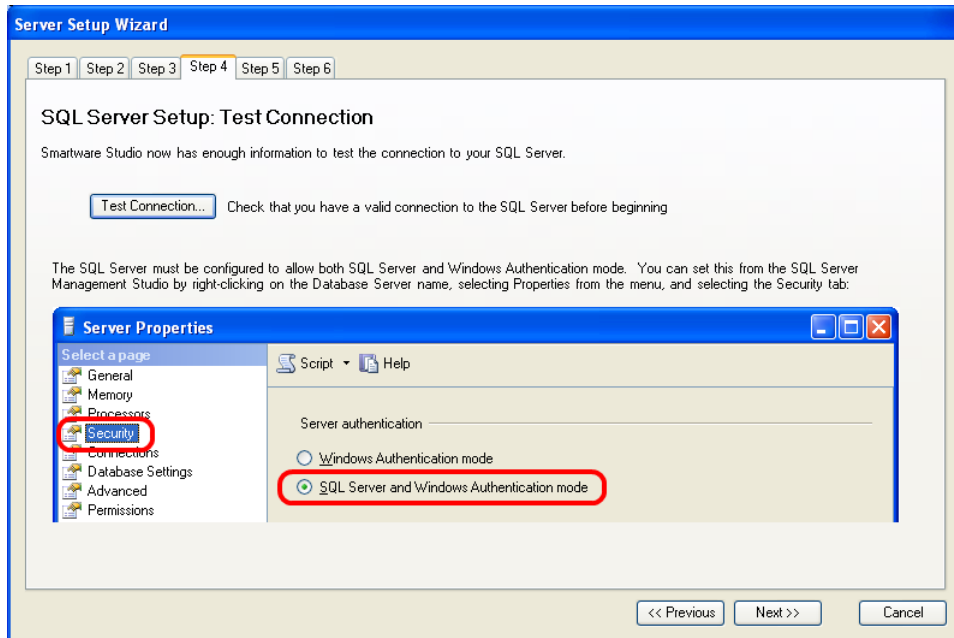 Server Setup Wizard
Step 1 Step 2 Step 3 Step 4 Step 5 Step 6
SQL Server Setup: Test Connection
Smartware Studio now has enough information to test the connection to your SQL Server.
Test Connection... Check that you have a valid connection to the SQL Server before beginning
The SQL Server must be configured to allow both SQL Server and Windows Authentication mode. You can set this from the SQL Server
Management Studio by right-clicking on the Database Server name, selecting Properties from the menu, and selecting the Security tab:
Server Properties
Select a page
General
Memory
Processors
Security
Connections
Database Settings
Advanced
Permissions
Script Help
Server authentication
Windows Authentication mode
SQL Server and Windows Authentication mode
<< Previous Next >> Cancel